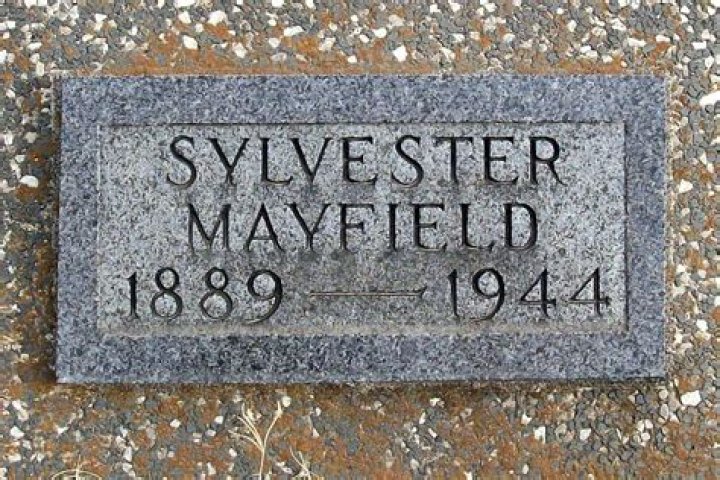 SYLVESTER
MAYFIELD
1889 — 1944